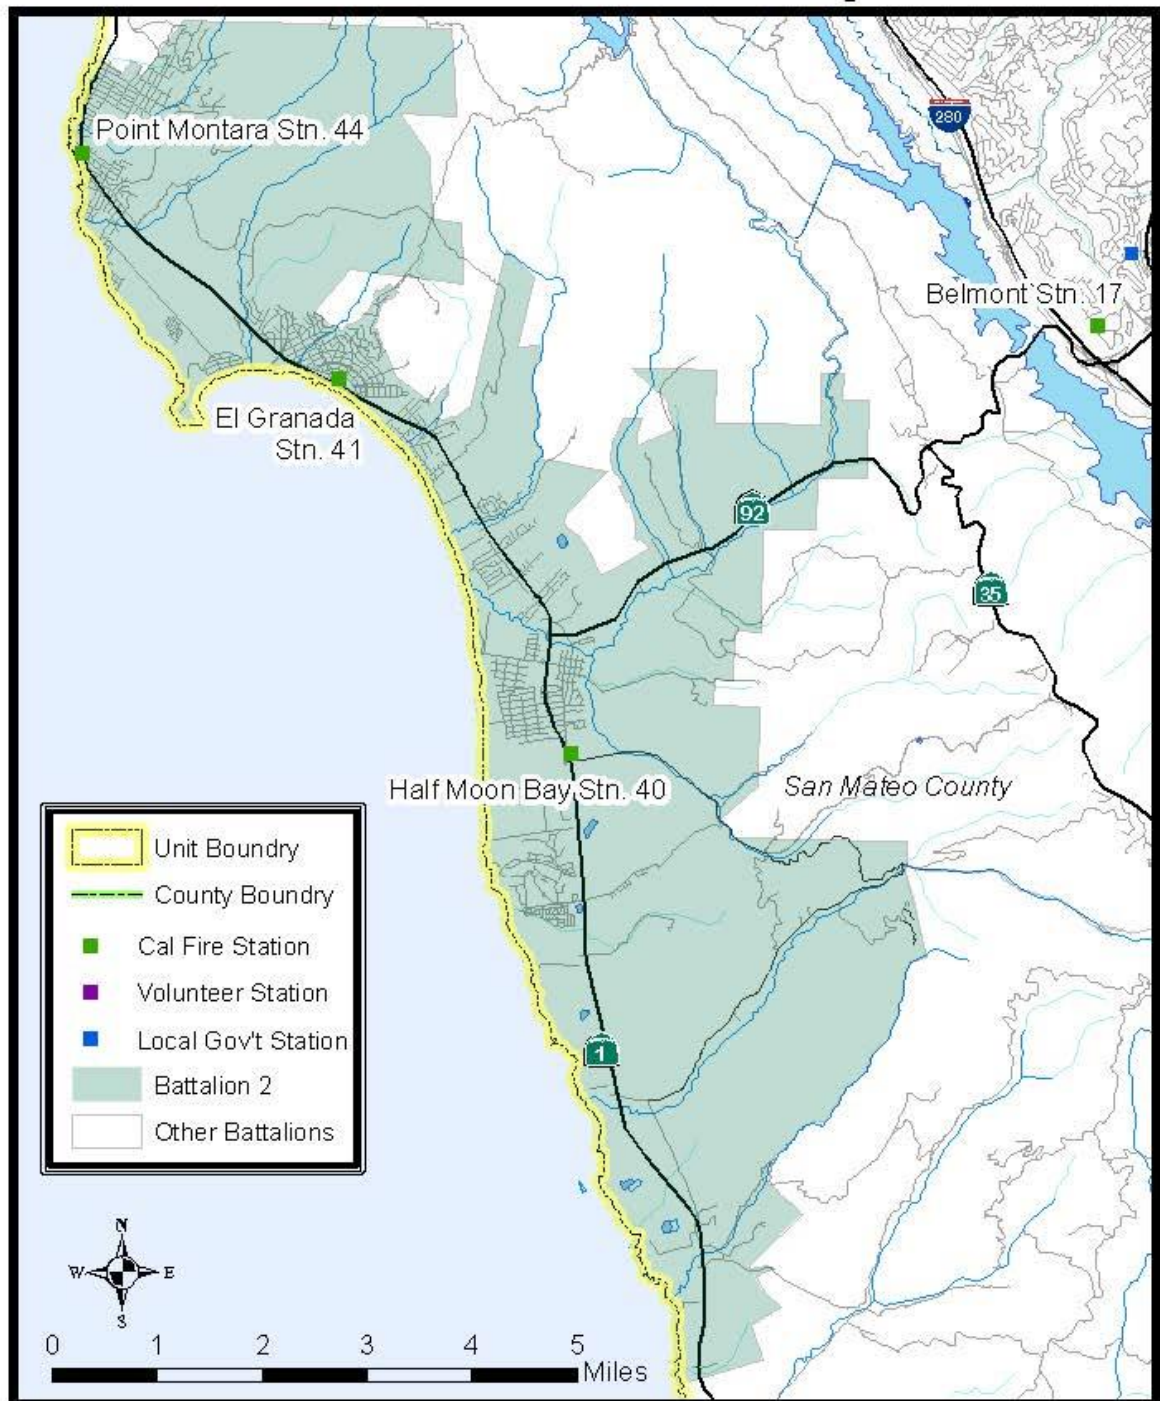 Point Montara Stn. 44
280
Belmont Stn. 17
El Granada
Stn. 41
92
35
Half Moon Bay Stn. 40
San Mateo County
Unit Boundry
County Boundry
Cal Fire Station
Volunteer Station
Local Gov't Station
Battalion 2
Other Battalions
1
N
W E
S
0 1 2 3 4 5
Miles